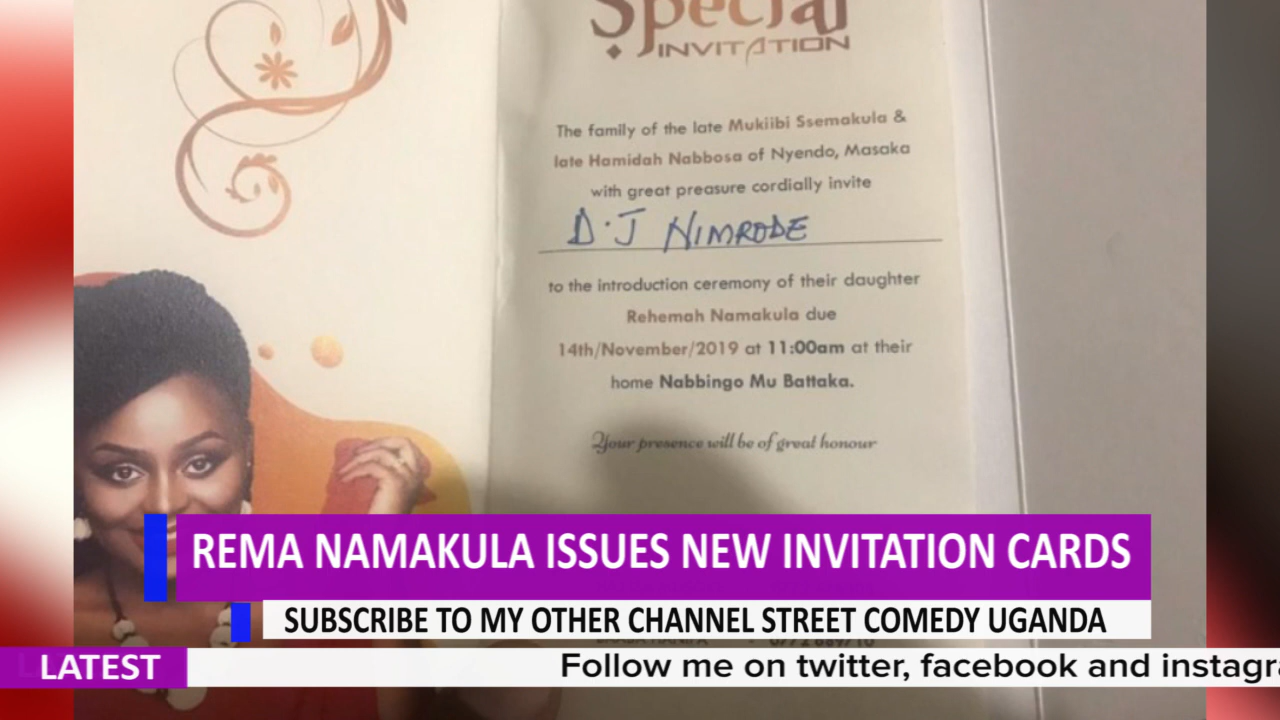 Special
INVITATION
The family of the late Mukiibi Ssemakula &
late Hamidah Nabbosa of Nyendo, Masaka
with great preasure cordially invite
D.J NIMRODE
to the introduction ceremony of their daughter
Rehemah Namakula due
14th/November/2019 at 11:00am at their
home Nabbingo Mu Battaka.
Your presence will be of great honour
REMA NAMAKULA ISSUES NEW INVITATION CARDS
SUBSCRIBE TO MY OTHER CHANNEL STREET COMEDY UGANDA
LATEST
Follow me on twitter, facebook and instagra